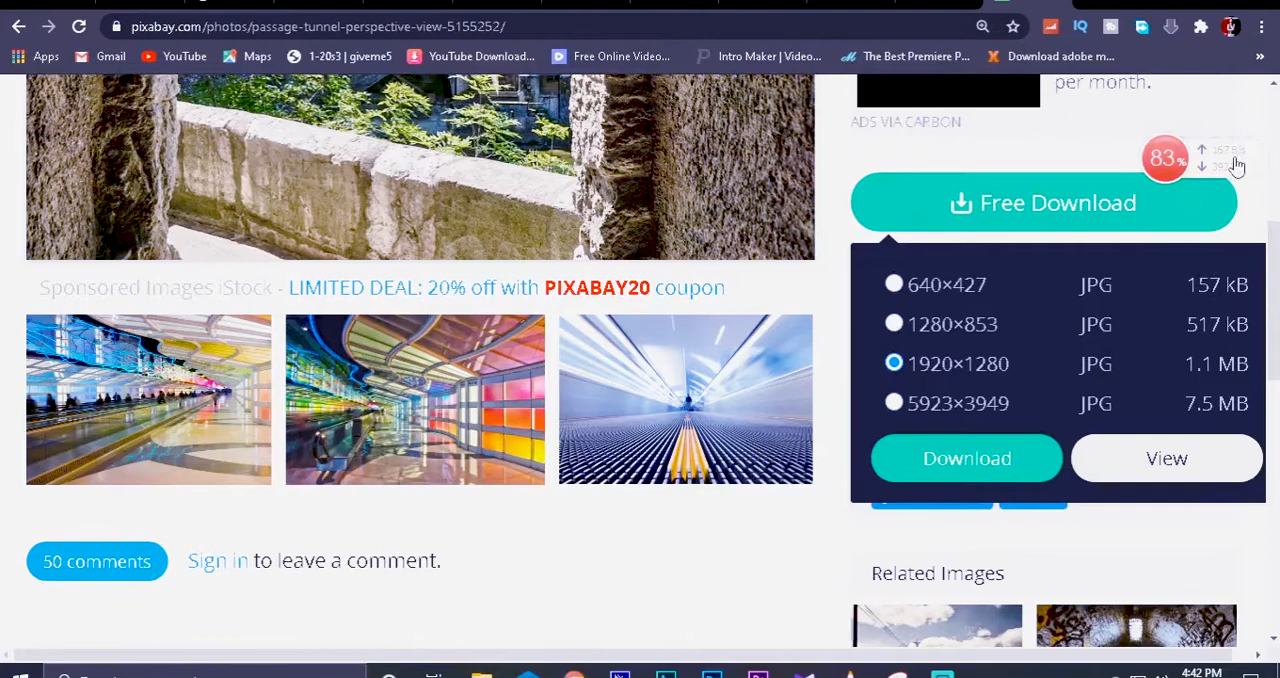 pixabay.com/photos/passage-tunnel-perspective-view-5155252/
Apps
Gmail
YouTube
Maps
1-20s3 | giveme5
YouTube Download...
Free Online Video...
Intro Maker | Video...
The Best Premiere P...
Download adobe m...
»
per month.
ADS VIA CARBON
83%
Free Download
640×427 JPG 157 kB
1280×853 JPG 517 kB
1920×1280 JPG 1.1 MB
5923×3949 JPG 7.5 MB
Download
View
Sponsored Images iStock - LIMITED DEAL: 20% off with PIXABAY20 coupon
50 comments
Sign in to leave a comment.
Related Images
4:42 PM